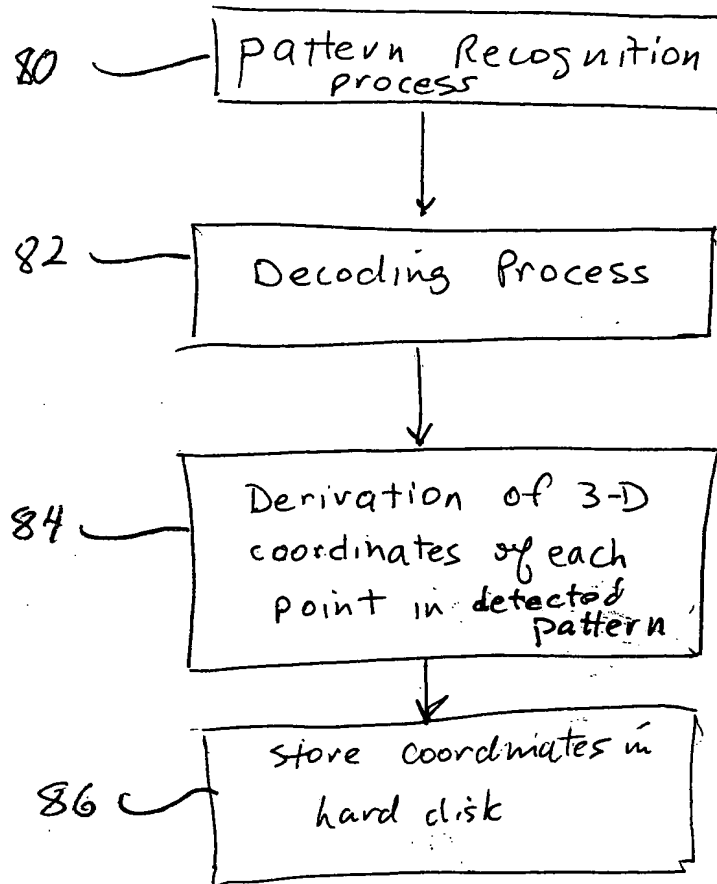 80
Pattern Recognition
process
82
Decoding Process
84
Derivation of 3-D
coordinates of each
point in detected
pattern
86
store coordinates in
hard disk